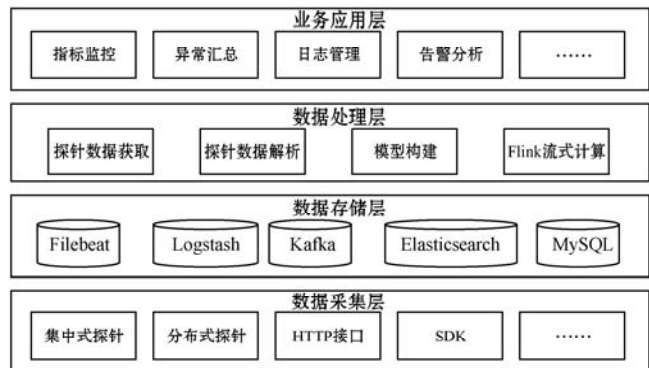 业务应用层
指标监控 异常汇总 日志管理 告警分析 ……
数据处理层
探针数据获取 探针数据解析 模型构建 Flink流式计算
数据存储层
Filebeat Logstash Kafka Elasticsearch MySQL
数据采集层
集中式探针 分布式探针 HTTP接口 SDK ……